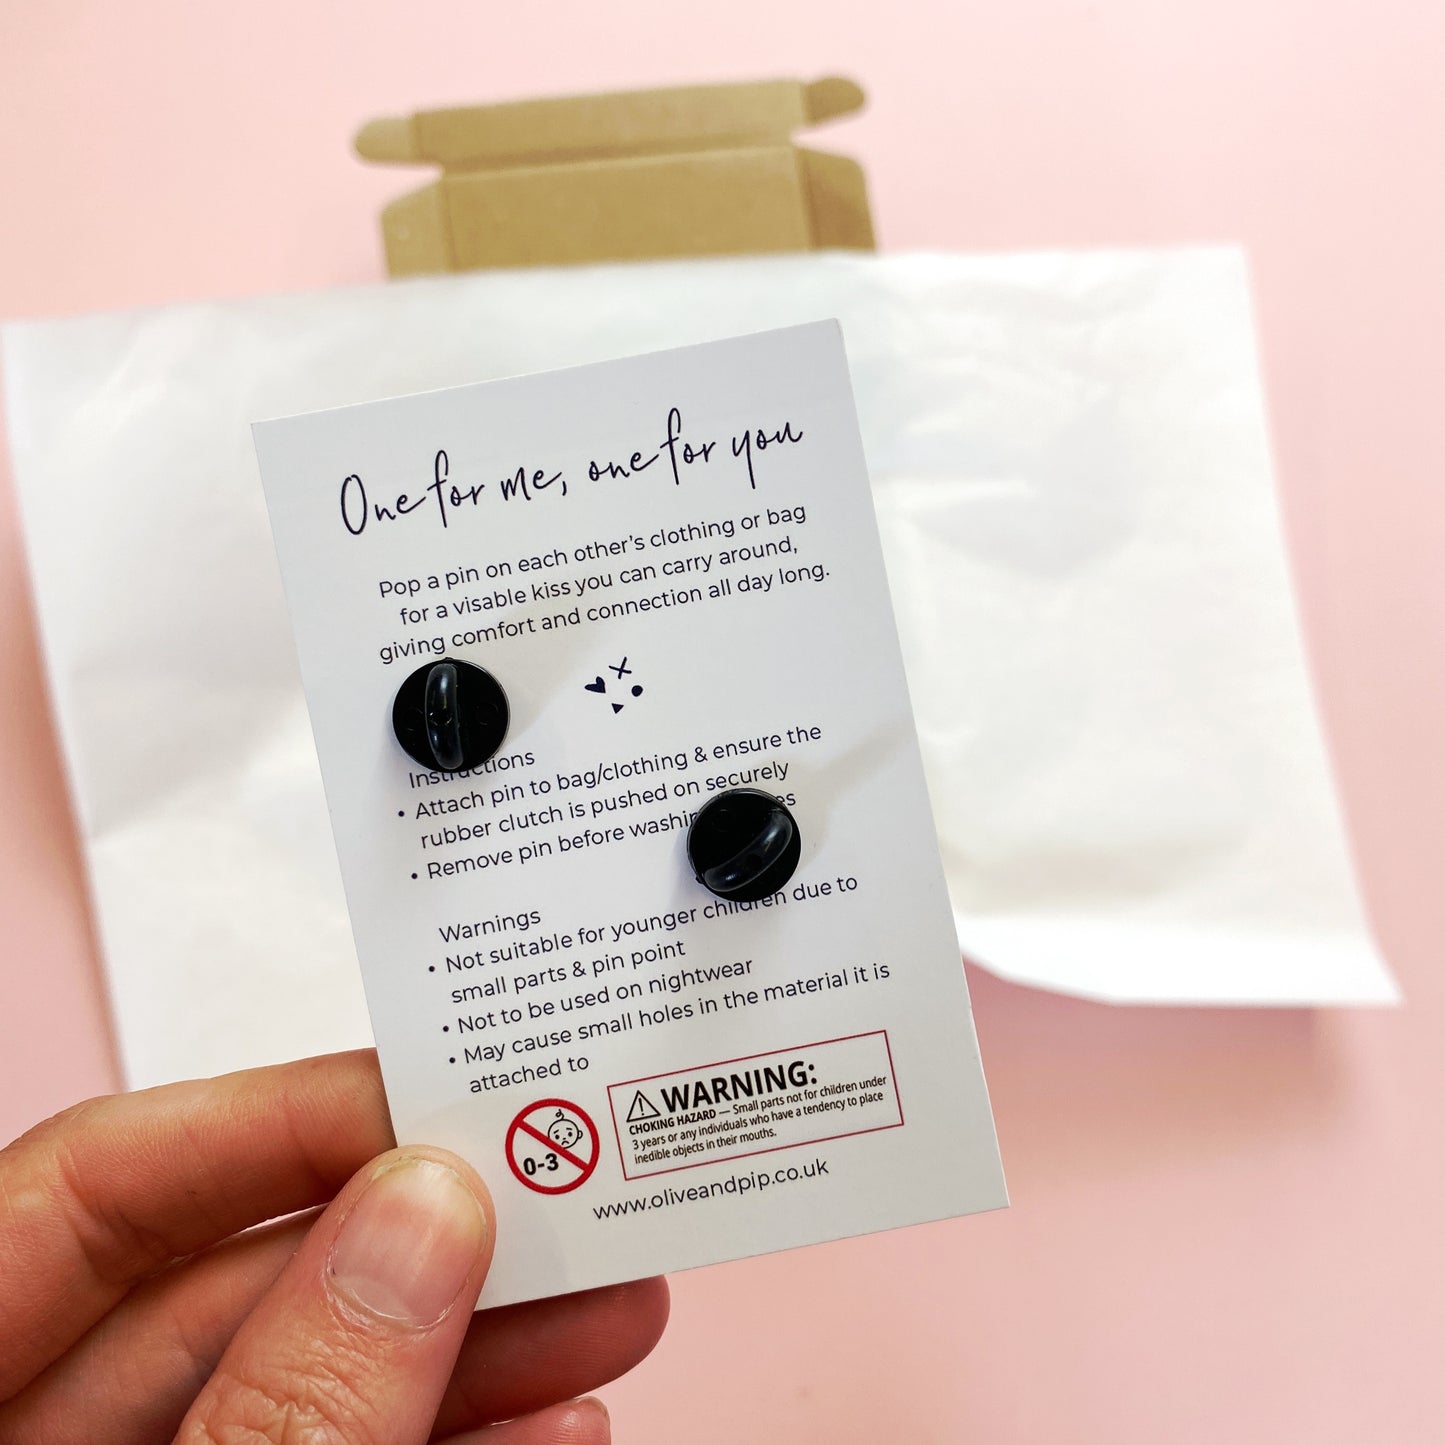 One for me, one for you
Pop a pin on each other's clothing or bag
for a visable kiss you can carry around,
giving comfort and connection all day long.
Instructions
• Attach pin to bag/clothing & ensure the
rubber clutch is pushed on securely
• Remove pin before washing
Warnings
• Not suitable for younger children due to
small parts & pin point
• Not to be used on nightwear
• May cause small holes in the material it is
attached to
0-3
WARNING:
CHOKING HAZARD — Small parts not for children under
3 years or any individuals who have a tendency to place
inedible objects in their mouths.
www.oliveandpip.co.uk